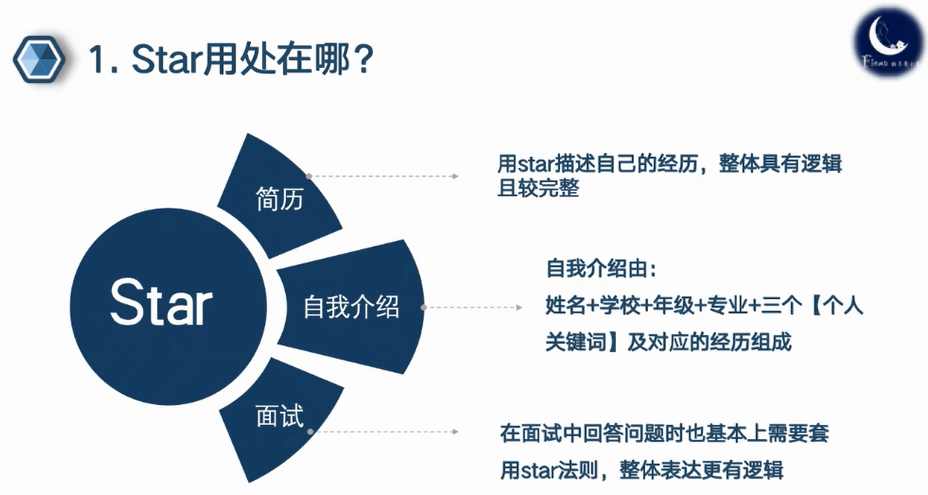 1. Star用处在哪？
Star
简历
用star描述自己的经历，整体具有逻辑
且较完整
自我介绍
自我介绍由：
姓名+学校+年级+专业+三个【个人
关键词】及对应的经历组成
面试
在面试中回答问题时也基本上需要套
用star法则，整体表达更有逻辑